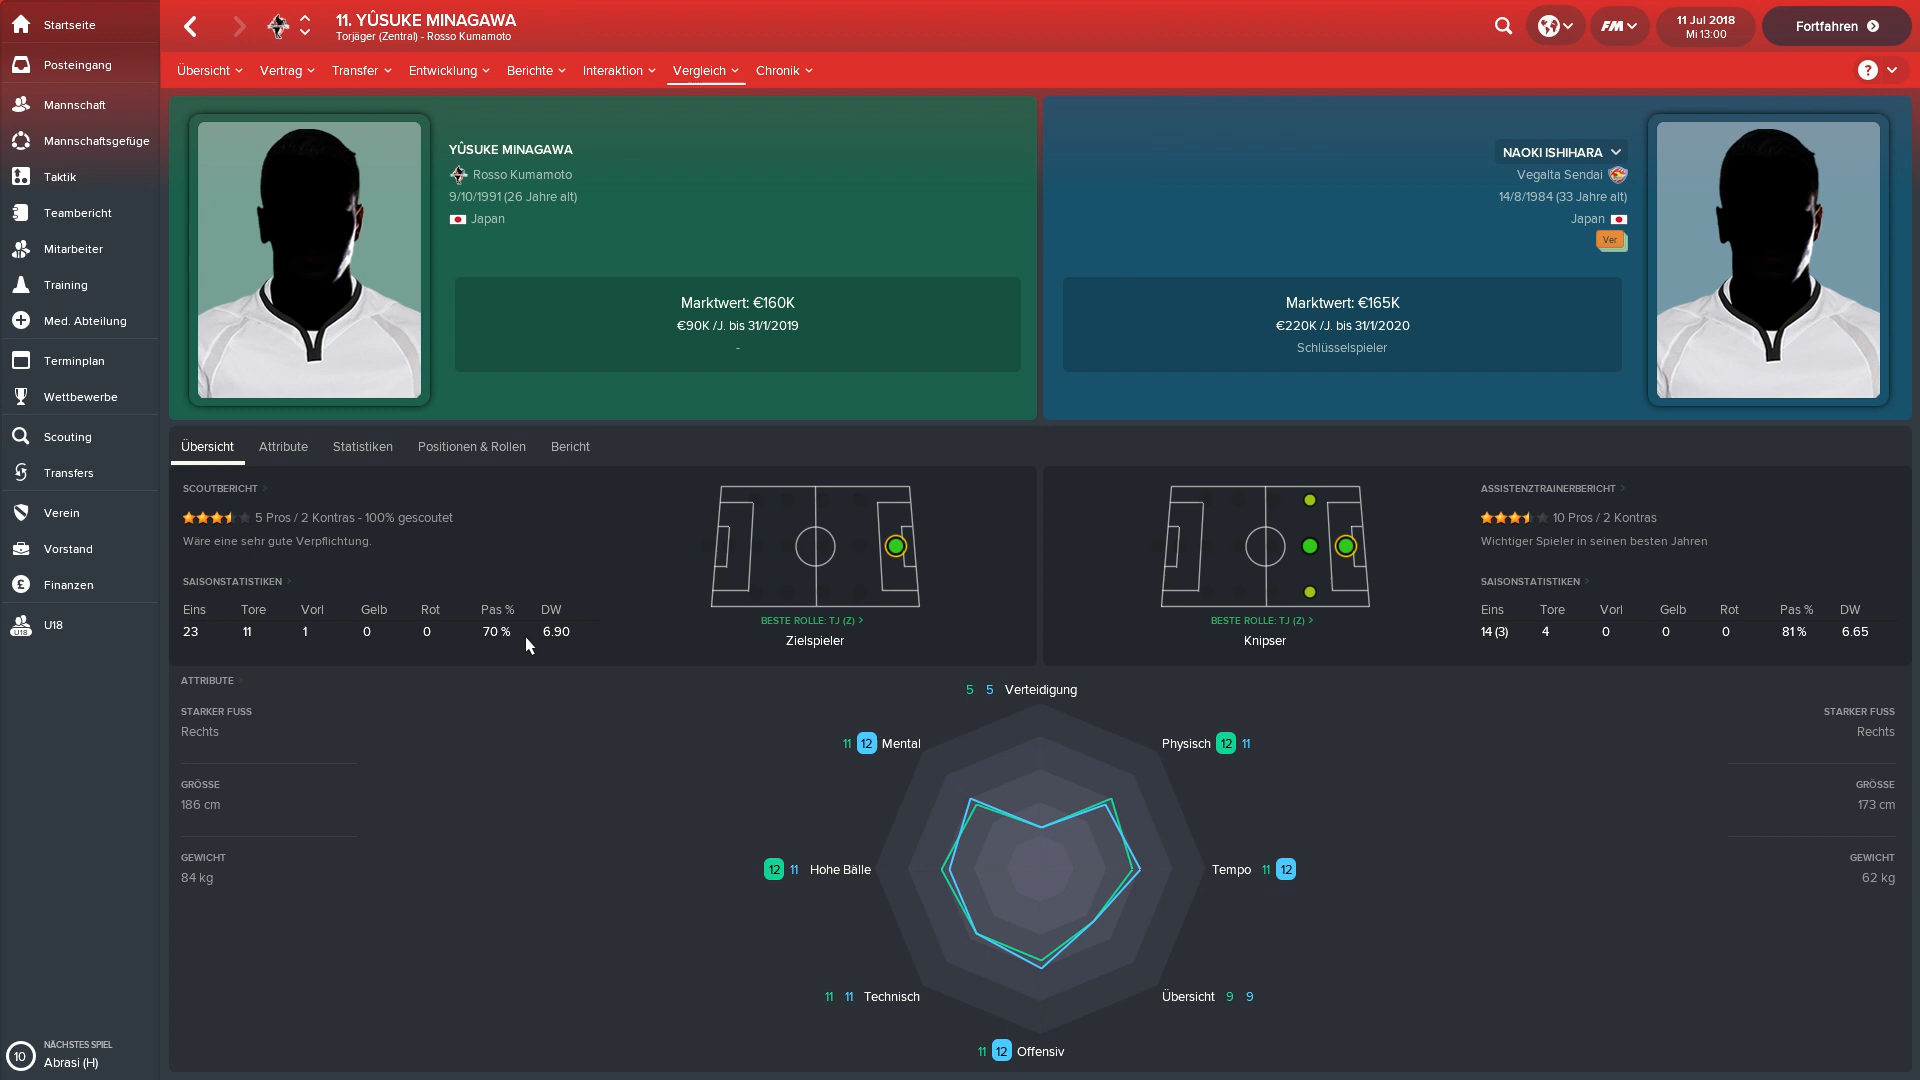 Startseite
Posteingang
Mannschaft
Mannschaftsgefüge
Taktik
Teambericht
Mitarbeiter
Training
Med. Abteilung
Terminplan
Wettbewerbe
Scouting
Transfers
Verein
Vorstand
Finanzen
U18
U18
NÄCHSTES SPIEL
10
Abrasi (H)
11. YÛSUKE MINAGAWA
Torjäger (Zentral) - Rosso Kumamoto
FM
11 Jul 2018
Mi 13:00
Fortfahren
Übersicht Vertrag Transfer Entwicklung Berichte Interaktion Vergleich Chronik
?
YÛSUKE MINAGAWA
Rosso Kumamoto
9/10/1991 (26 Jahre alt)
Japan
Marktwert: €160K
€90K /J. bis 31/1/2019
-
NAOKI ISHIHARA
Vegalta Sendai
14/8/1984 (33 Jahre alt)
Japan
Ver
Marktwert: €165K
€220K /J. bis 31/1/2020
Schlüsselspieler
Übersicht Attribute Statistiken Positionen & Rollen Bericht
SCOUTBERICHT
5 Pros / 2 Kontras - 100% gescoutet
Wäre eine sehr gute Verpflichtung.
SAISONSTATISTIKEN
Eins Tore Vorl Gelb Rot Pas % DW
23 11 1 0 0 70 % 6.90
BESTE ROLLE: TJ (Z)
Zielspieler
BESTE ROLLE: TJ (Z)
Knipser
ASSISTENZTRAINERBERICHT
10 Pros / 2 Kontras
Wichtiger Spieler in seinen besten Jahren
SAISONSTATISTIKEN
Eins Tore Vorl Gelb Rot Pas % DW
14 (3) 4 0 0 0 81 % 6.65
ATTRIBUTE
STARKER FUSS
Rechts
GRÖSSE
186 cm
GEWICHT
84 kg
5 5 Verteidigung
11 12 Mental
Physisch 12 11
12 11 Hohe Bälle
Tempo 11 12
11 11 Technisch
Übersicht 9 9
11 12 Offensiv
STARKER FUSS
Rechts
GRÖSSE
173 cm
GEWICHT
62 kg